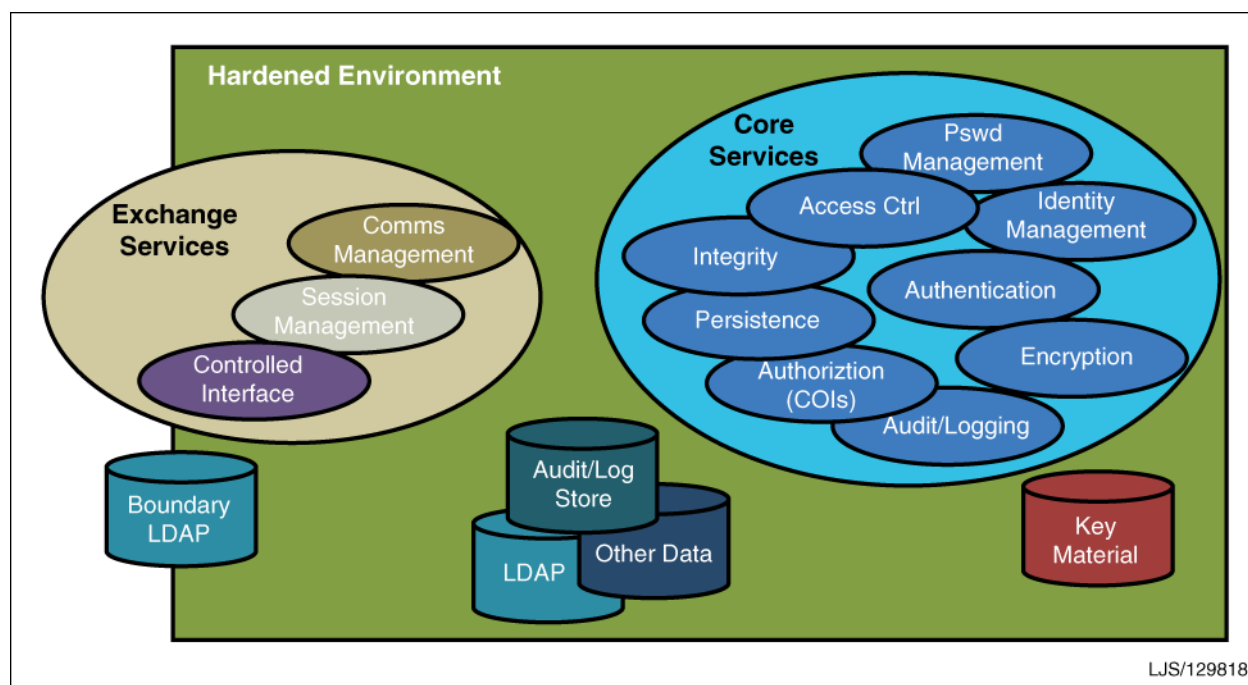 Hardened Environment
Exchange
Services
Comms
Management
Session
Management
Controlled
Interface
Core
Services
Pswd
Management
Access Ctrl
Identity
Management
Integrity
Authentication
Persistence
Encryption
Authoriztion
(COIs)
Audit/Logging
Boundary
LDAP
Audit/Log
Store
LDAP
Other Data
Key
Material
LJS/129818